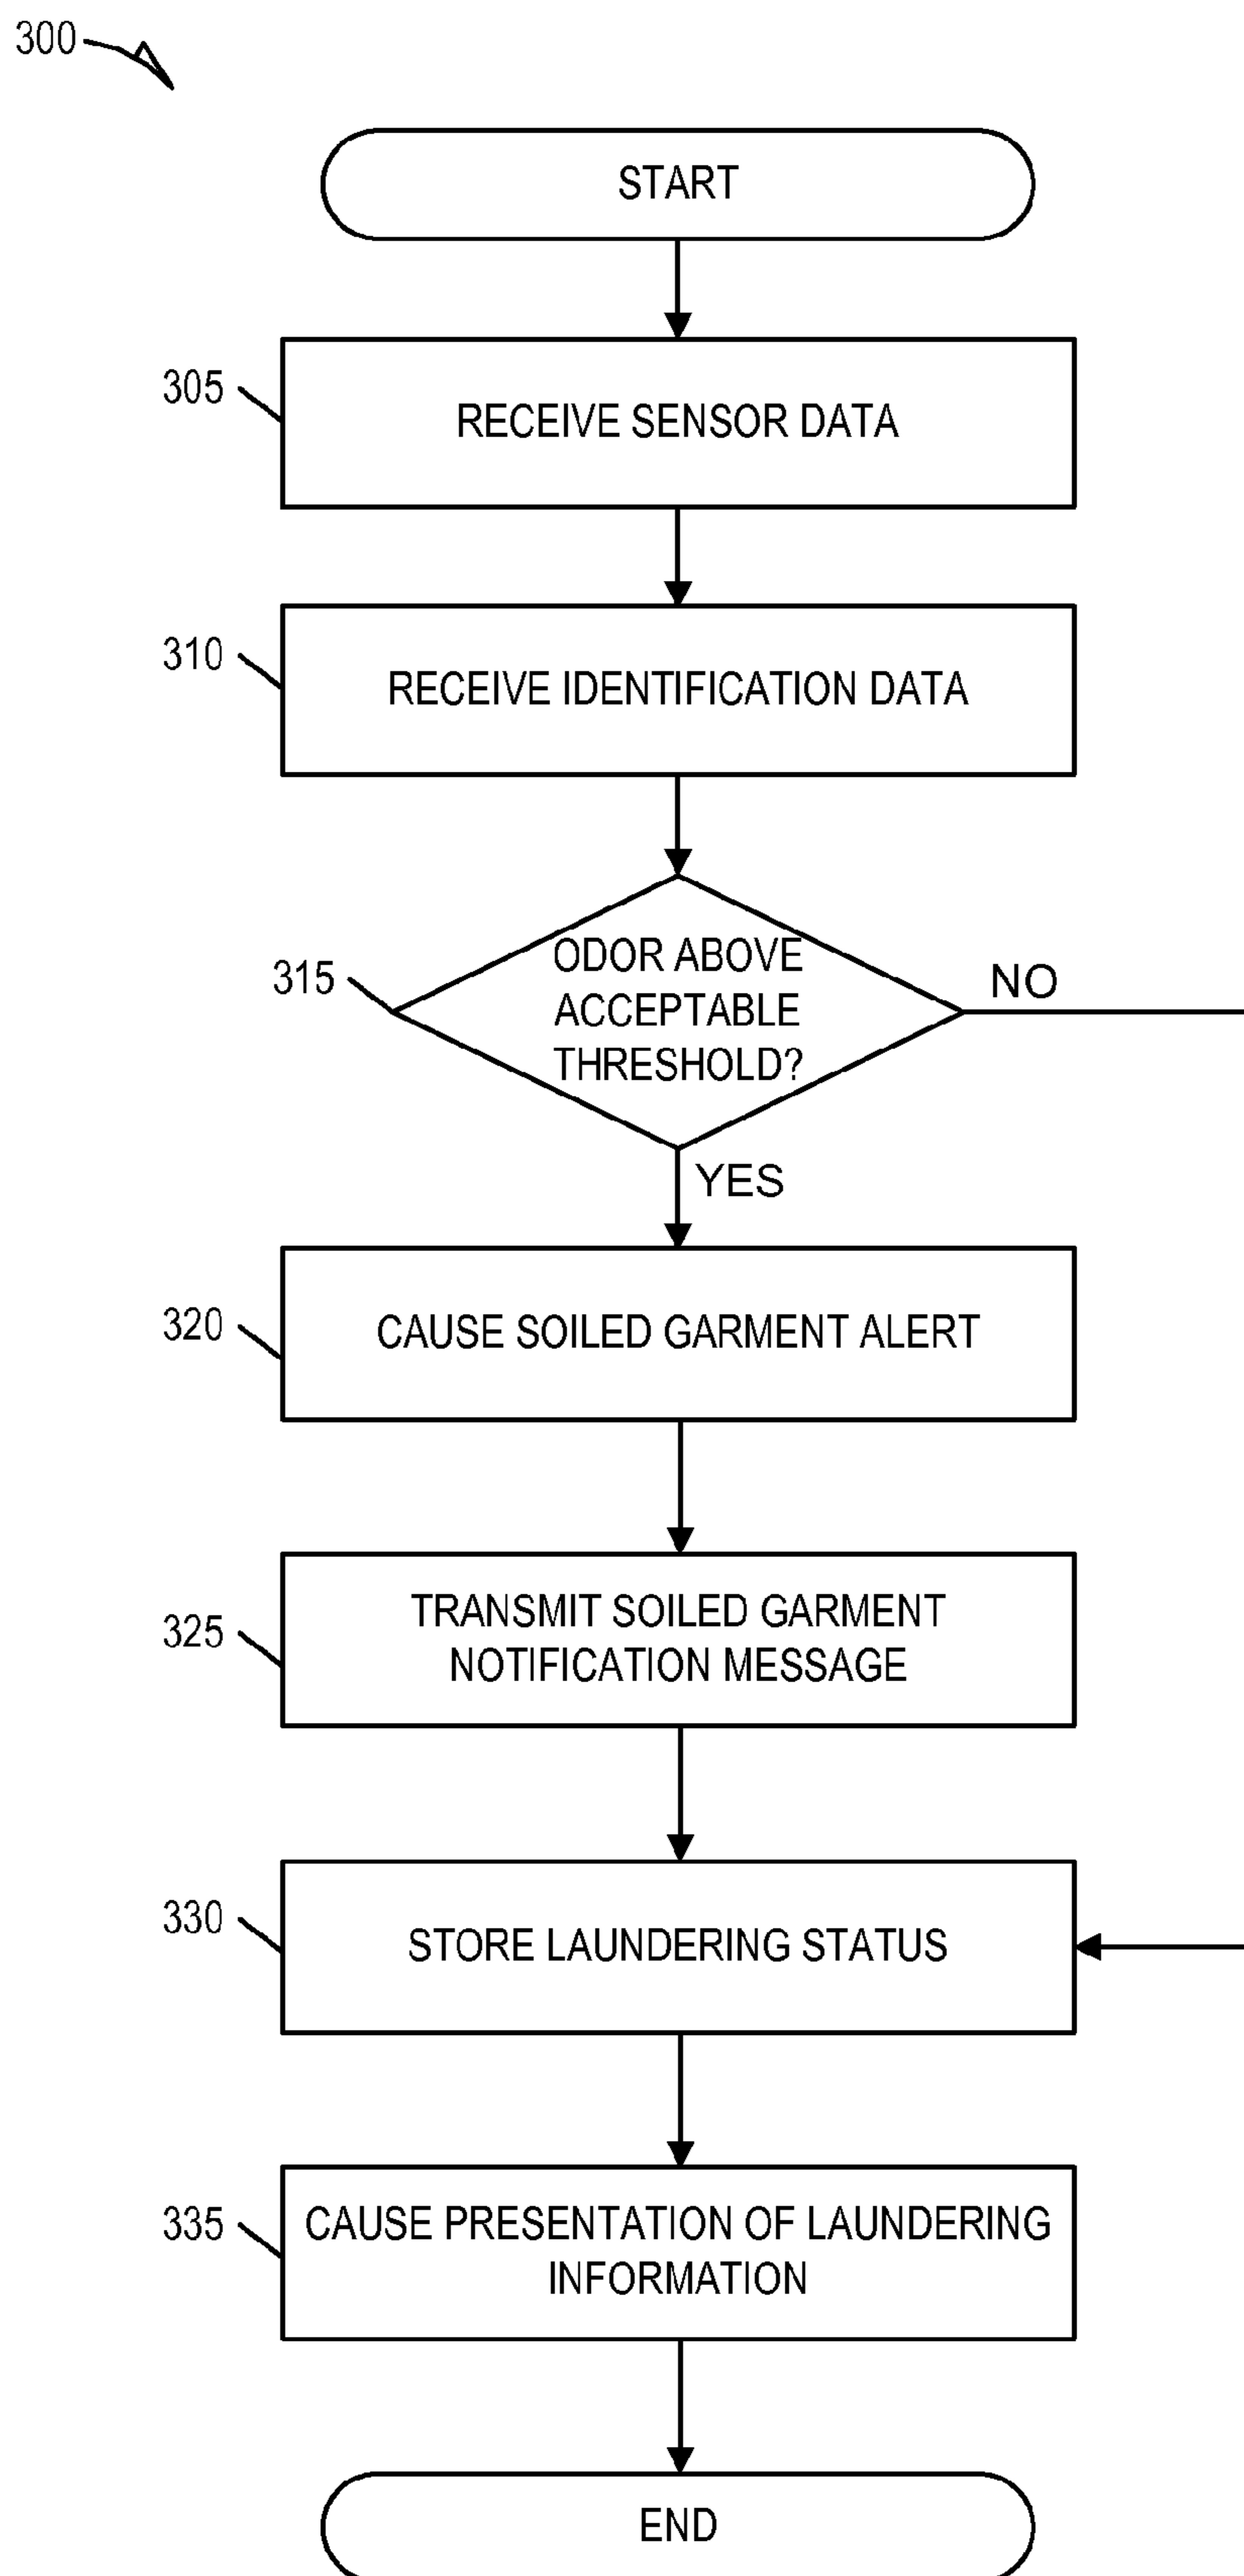 300
START
305
RECEIVE SENSOR DATA
310
RECEIVE IDENTIFICATION DATA
315
ODOR ABOVE
ACCEPTABLE
THRESHOLD?
NO
YES
320
CAUSE SOILED GARMENT ALERT
325
TRANSMIT SOILED GARMENT
NOTIFICATION MESSAGE
330
STORE LAUNDERING STATUS
335
CAUSE PRESENTATION OF LAUNDERING
INFORMATION
END